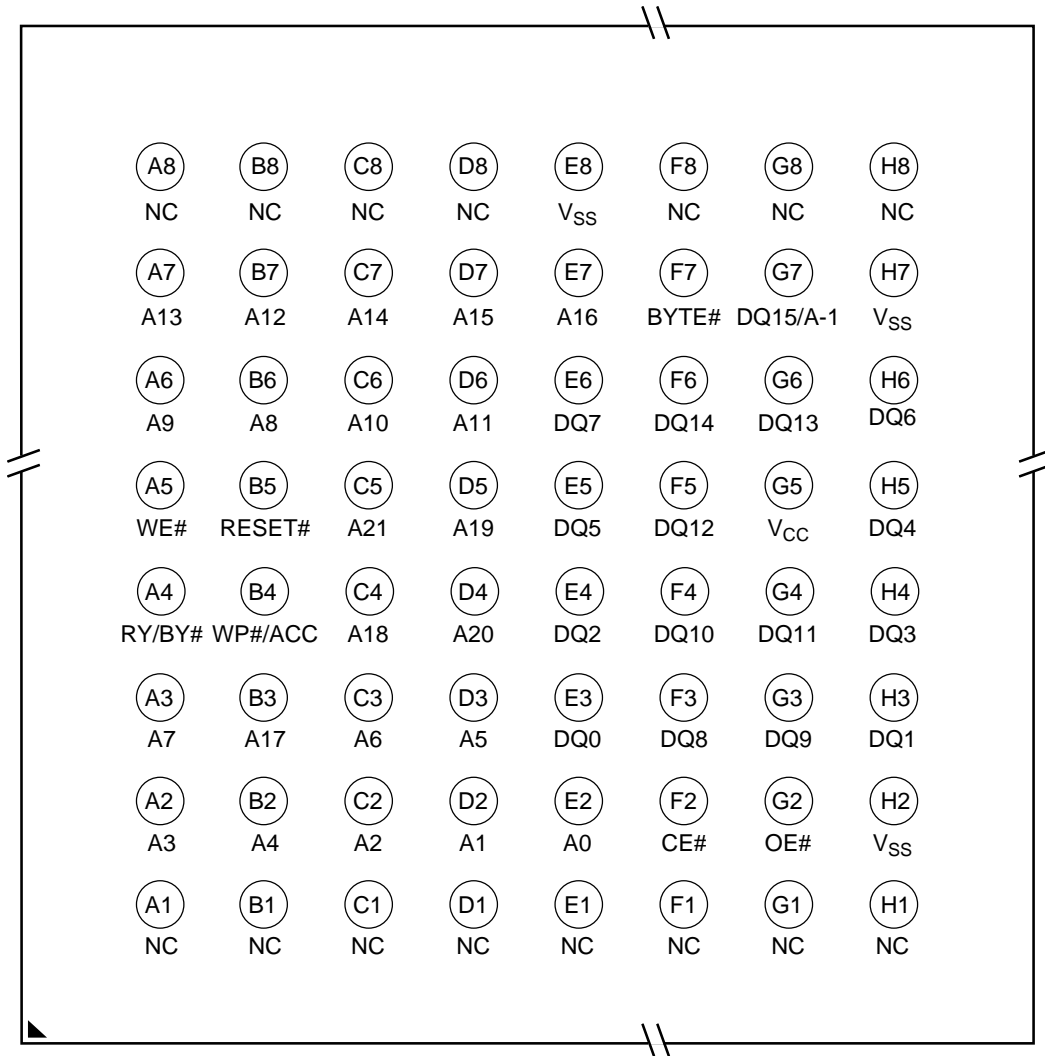 A8 B8 C8 D8 E8 F8 G8 H8
NC NC NC NC VSS NC NC NC
A7 B7 C7 D7 E7 F7 G7 H7
A13 A12 A14 A15 A16 BYTE# DQ15/A-1 VSS
A6 B6 C6 D6 E6 F6 G6 H6
A9 A8 A10 A11 DQ7 DQ14 DQ13 DQ6
A5 B5 C5 D5 E5 F5 G5 H5
WE# RESET# A21 A19 DQ5 DQ12 VCC DQ4
A4 B4 C4 D4 E4 F4 G4 H4
RY/BY# WP#/ACC A18 A20 DQ2 DQ10 DQ11 DQ3
A3 B3 C3 D3 E3 F3 G3 H3
A7 A17 A6 A5 DQ0 DQ8 DQ9 DQ1
A2 B2 C2 D2 E2 F2 G2 H2
A3 A4 A2 A1 A0 CE# OE# VSS
A1 B1 C1 D1 E1 F1 G1 H1
NC NC NC NC NC NC NC NC